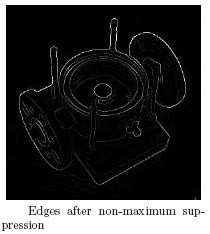 Edges after non-maximum sup-
pression